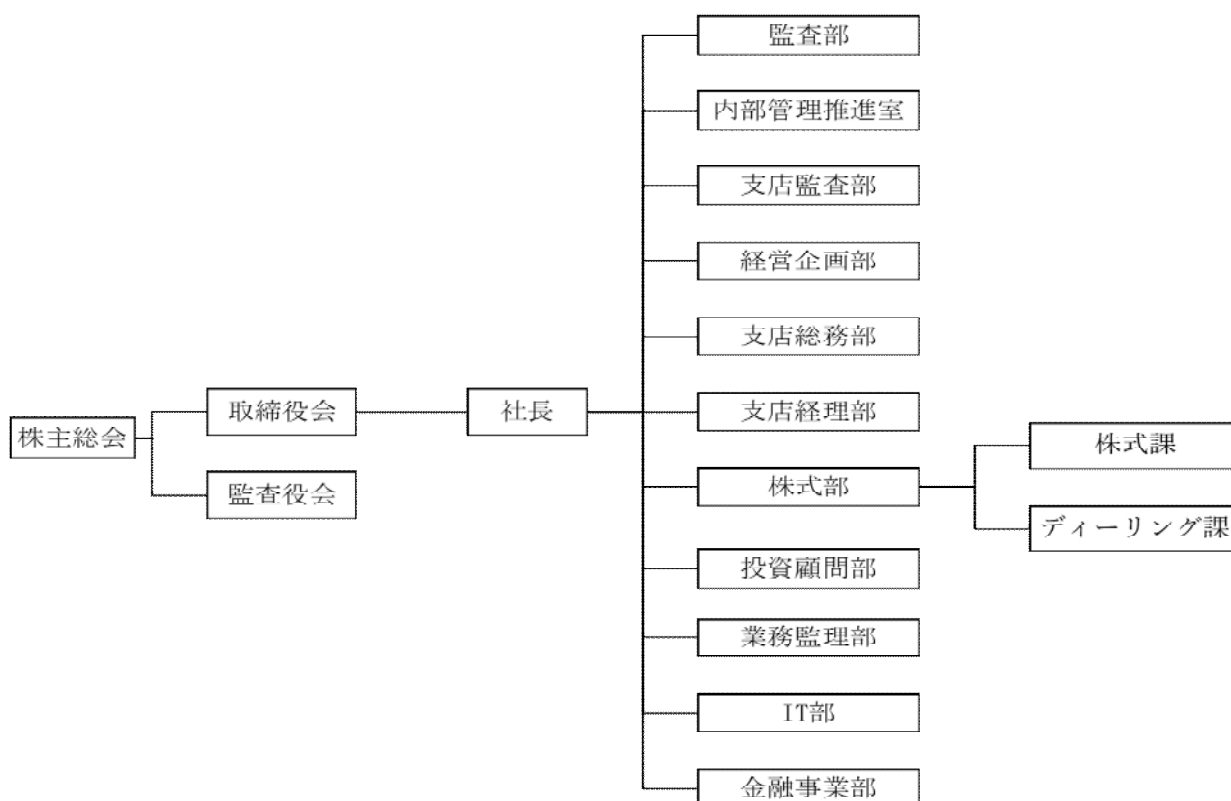 株主総会
取締役会
監査役会
社長
監査部
内部管理推進室
支店監査部
経営企画部
支店総務部
支店経理部
株式部
投資顧問部
業務監理部
IT部
金融事業部
株式課
ディーリング課